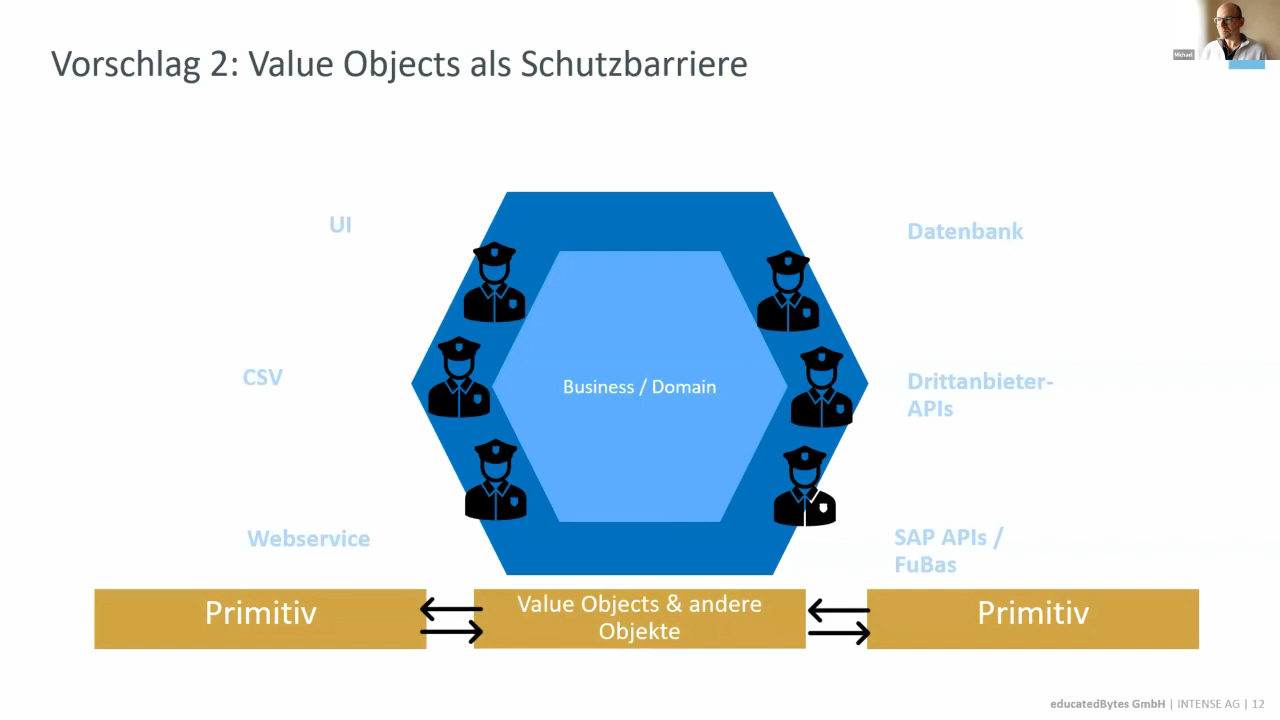 Vorschlag 2: Value Objects als Schutzbarriere
Michael
UI
Datenbank
CSV
Business / Domain
Drittanbieter-
APIs
Webservice
SAP APIs /
FuBas
Primitiv
Value Objects & andere
Objekte
Primitiv
educatedBytes GmbH | INTENSE AG | 12